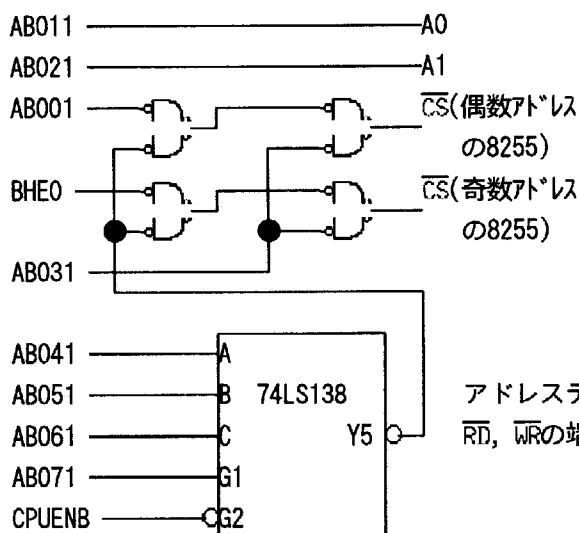 AB011 A0
AB021 A1
AB001 CS(偶数アドレス
の8255)
BHE0 CS(奇数アドレス
の8255)
AB031
AB041 A
AB051 B 74LS138 アドレスデ
AB061 C Y5 RD, WRの端
AB071 G1
CPUENB G2